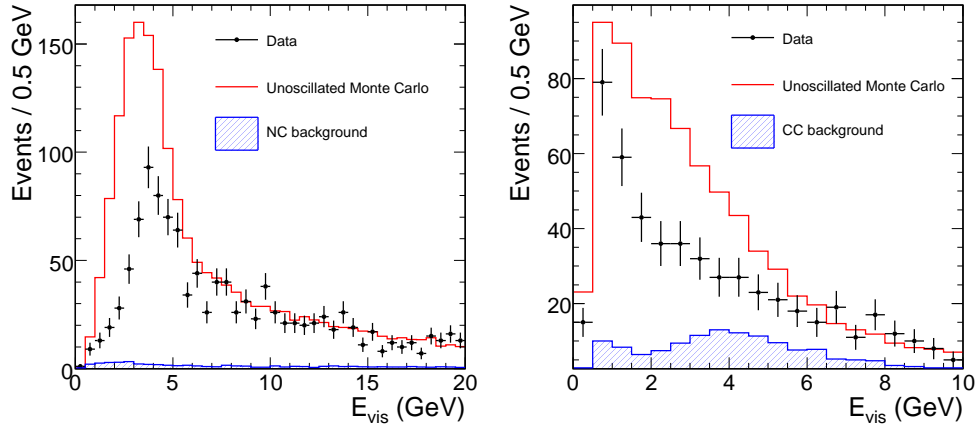 Events / 0.5 GeV
150
100
50
0
0 5 10 15 20
E_vis (GeV)
Data
Unoscillated Monte Carlo
NC background
Events / 0.5 GeV
80
60
40
20
0 2 4 6 8 10
E_vis (GeV)
Data
Unoscillated Monte Carlo
CC background